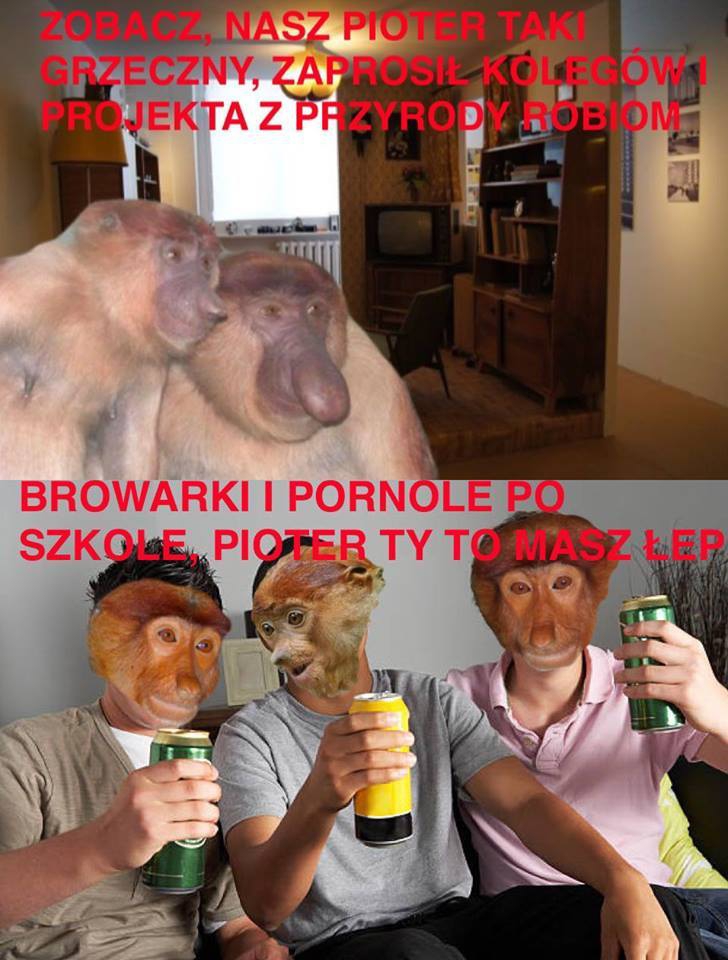 ZOBACZ, NASZ PIOTER TAKI
GRZECZNY, ZAPROSIŁ KOLEGÓW I
PROJEKTA Z PRZYRODY ROBIOM
BROWARKI I PORNOLE PO
SZKOLE, PIOTER TY TO MASZ ŁEP